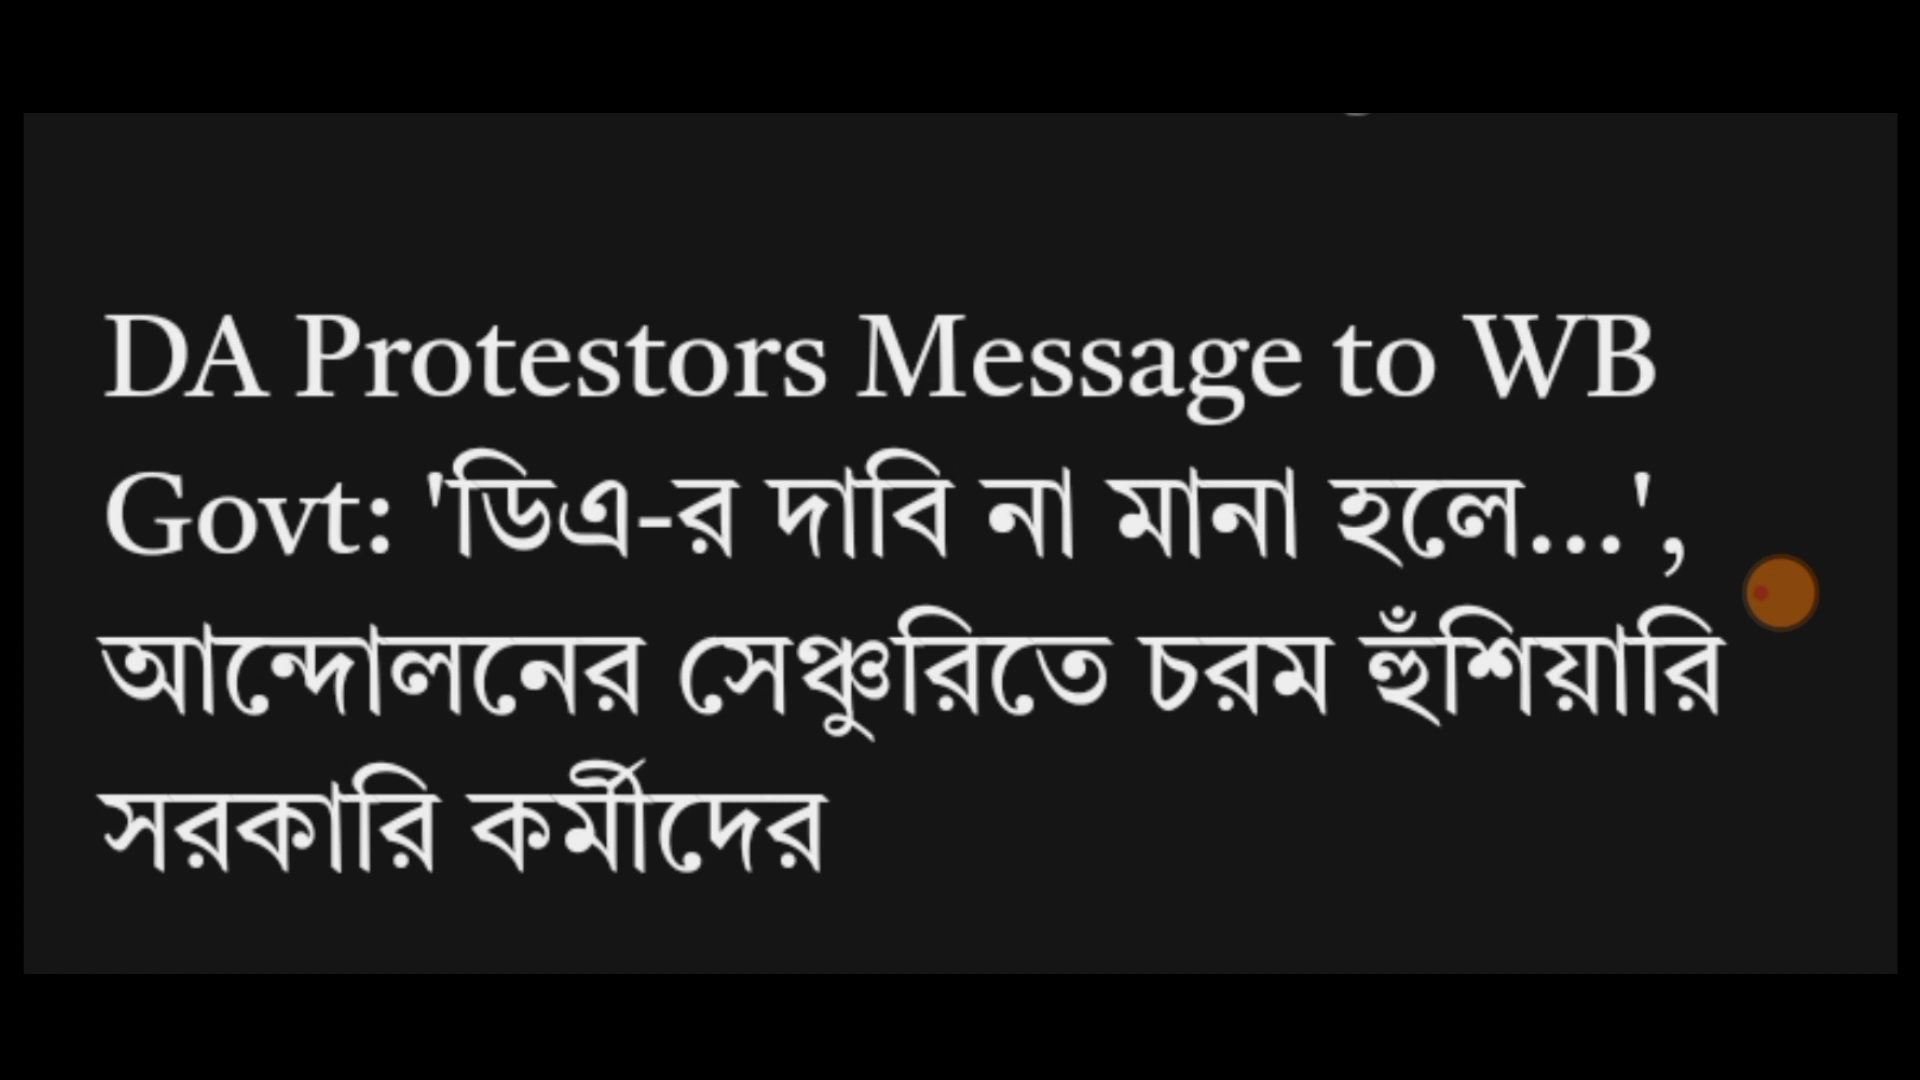 DA Protestors Message to WB
Govt: 'ডিএ-র দাবি না মানা হলে...',
আন্দোলনের সেঞ্চুরিতে চরম হুঁশিয়ারি
সরকারি কর্মীদের